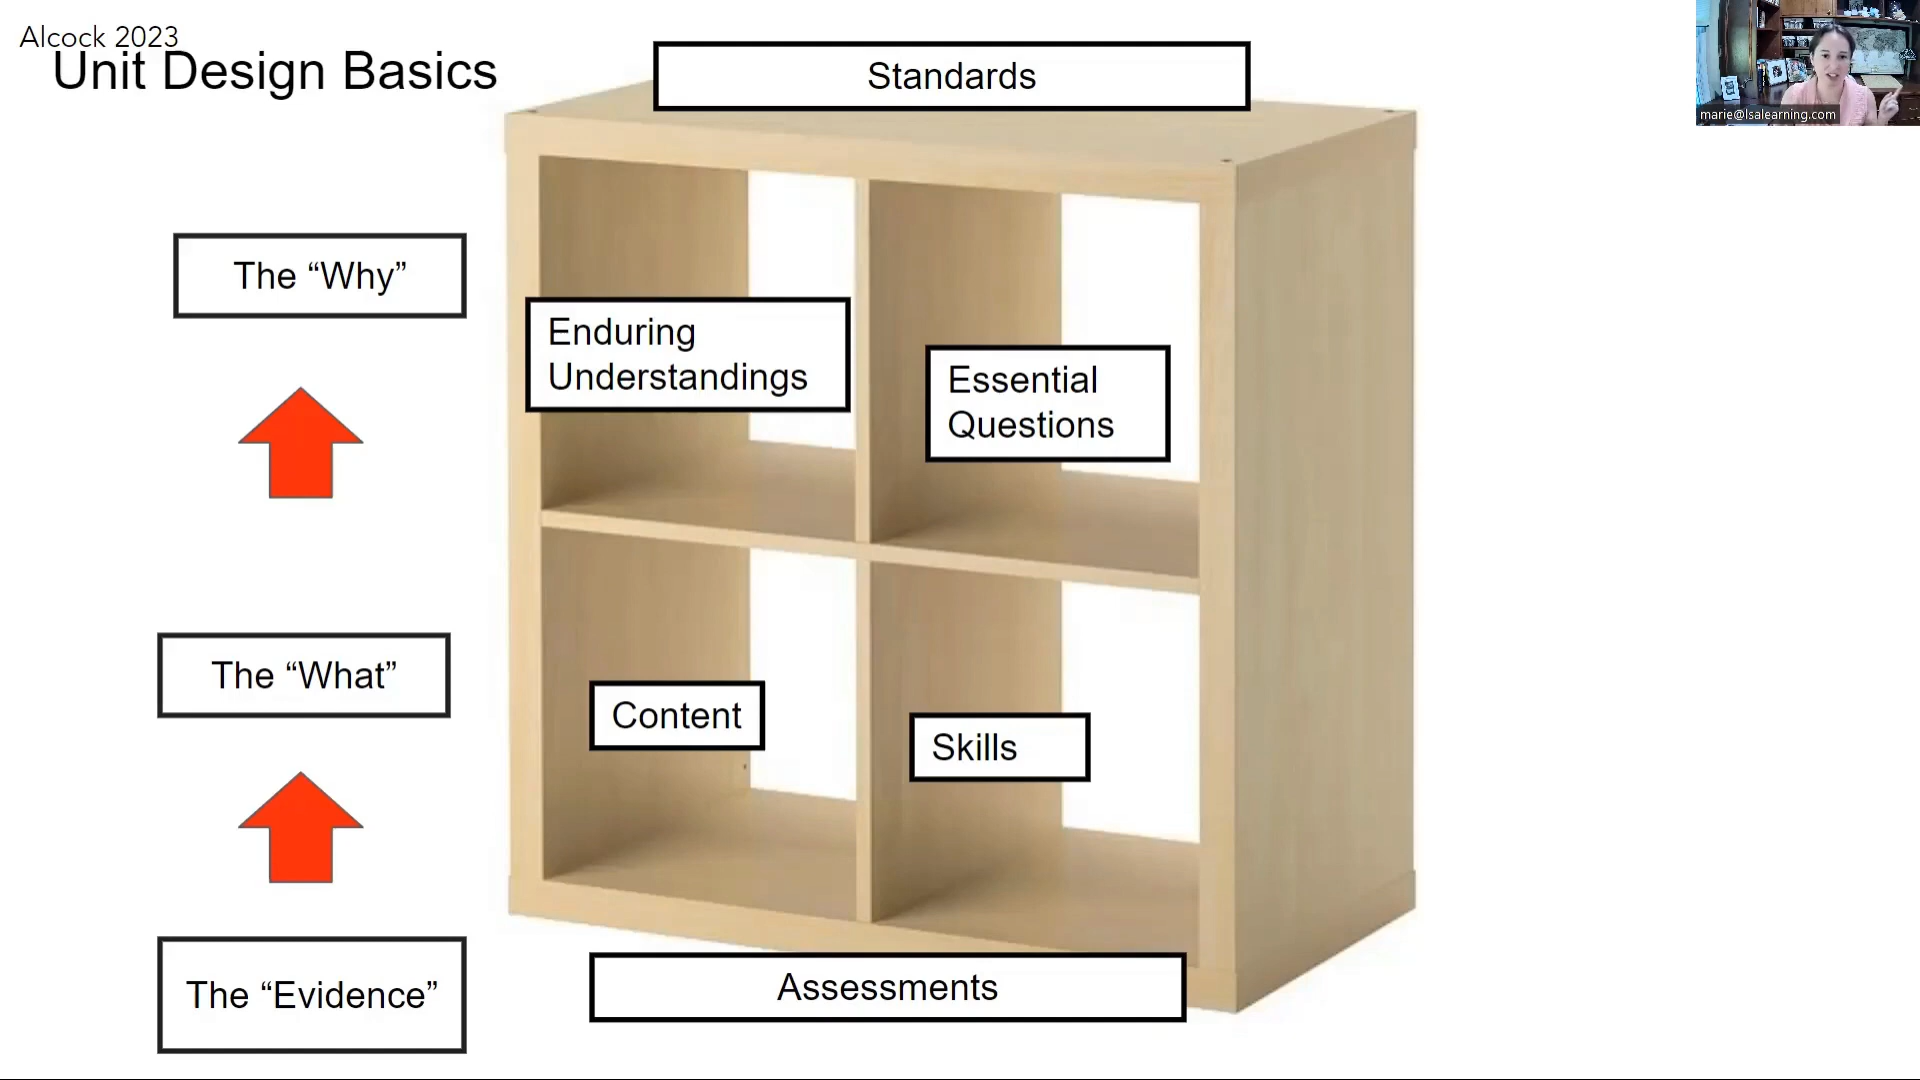 Alcock 2023
Unit Design Basics
Standards
marie@lsalearning.com
The “Why”
Enduring
Understandings
Essential
Questions
The “What”
Content
Skills
The “Evidence”
Assessments